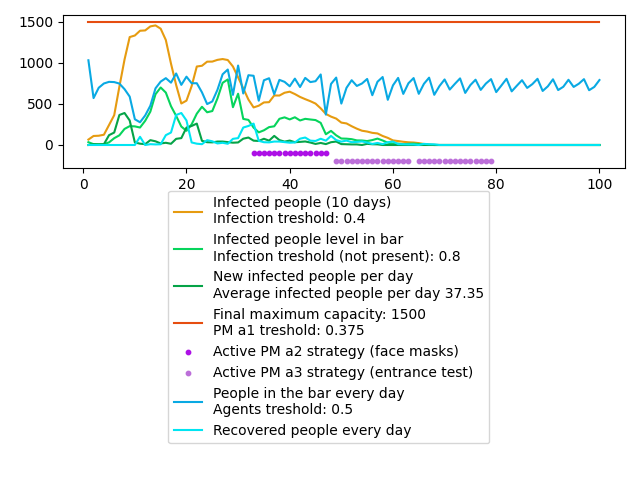 1500
1000
500
0
0 20 40 60 80 100
Infected people (10 days)
Infection treshold: 0.4
Infected people level in bar
Infection treshold (not present): 0.8
New infected people per day
Average infected people per day 37.35
Final maximum capacity: 1500
PM a1 treshold: 0.375
Active PM a2 strategy (face masks)
Active PM a3 strategy (entrance test)
People in the bar every day
Agents treshold: 0.5
Recovered people every day